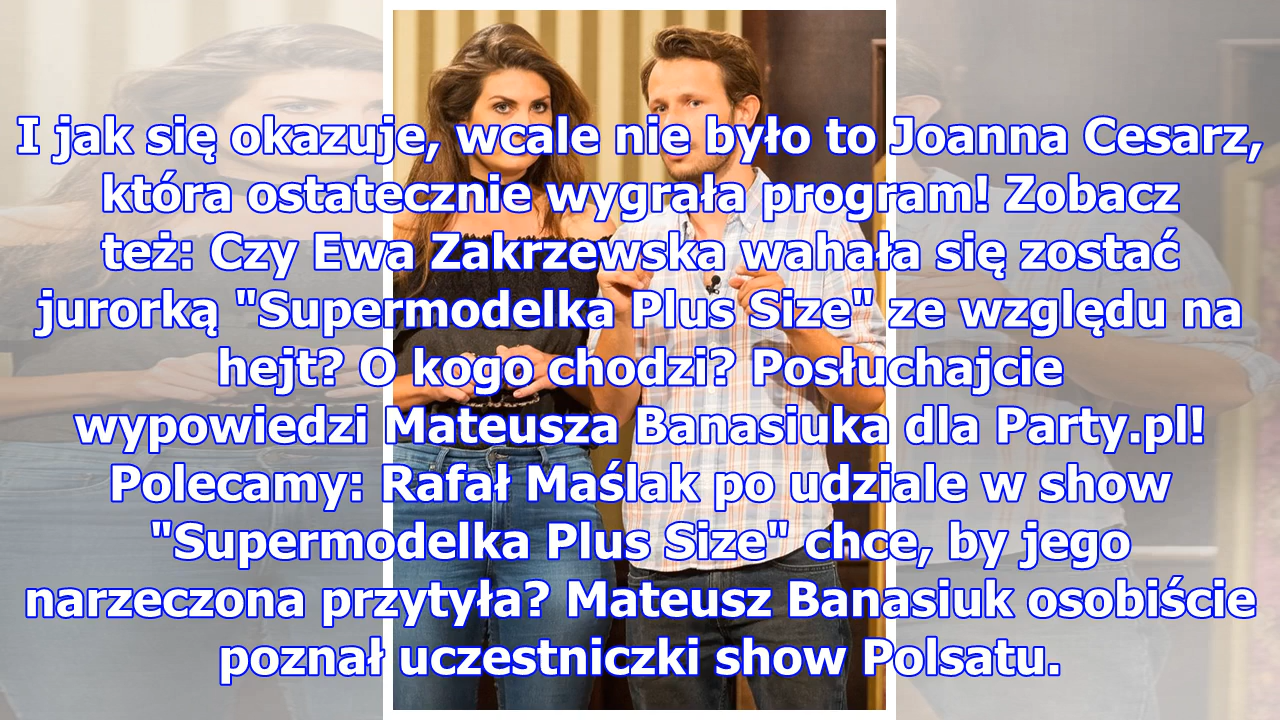 I jak się okazuje, wcale nie było to Joanna Cesarz,
która ostatecznie wygrała program! Zobacz
też: Czy Ewa Zakrzewska wahała się zostać
jurorką "Supermodelka Plus Size" ze względu na
hejt? O kogo chodzi? Posłuchajcie
wypowiedzi Mateusza Banasiuka dla Party.pl!
Polecamy: Rafał Maślak po udziale w show
"Supermodelka Plus Size" chce, by jego
narzeczona przytyła? Mateusz Banasiuk osobiście
poznał uczestniczki show Polsatu.